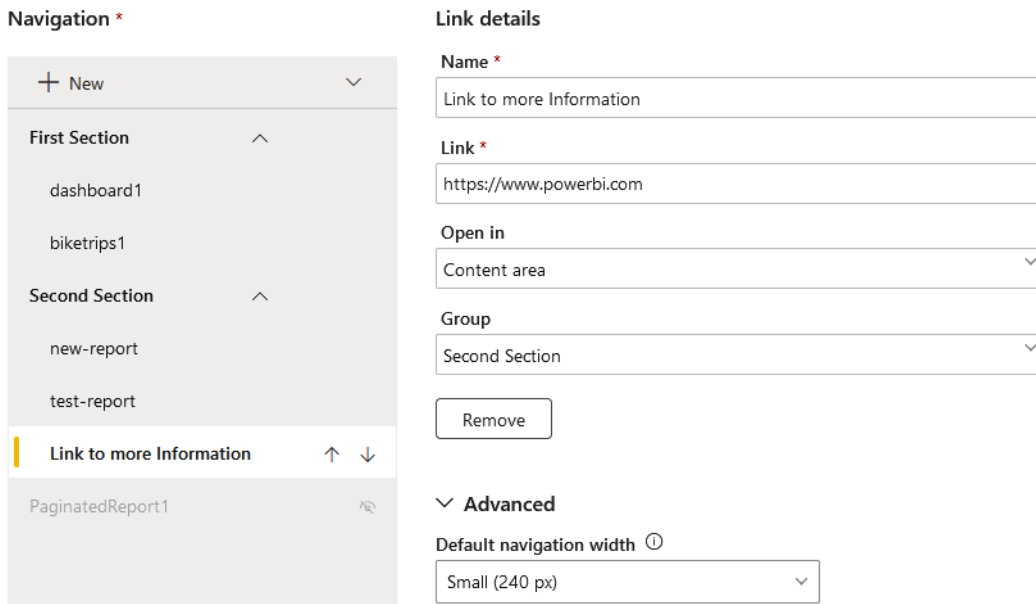 Navigation *
New
First Section
dashboard1
biketrips1
Second Section
new-report
test-report
Link to more Information
PaginatedReport1
Link details
Name *
Link to more Information
Link *
https://www.powerbi.com
Open in
Content area
Group
Second Section
Remove
Advanced
Default navigation width
Small (240 px)